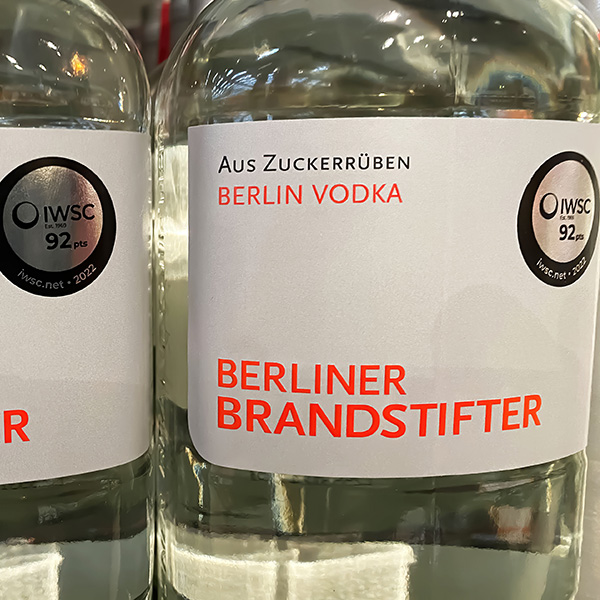 IWSC
Est. 1969
92 pts
iwsc.net • 2022
R
AUS ZUCKERRÜBEN
BERLIN VODKA
IWSC
Est. 1969
92 pts
iwsc.net • 2022
BERLINER
BRANDSTIFTER